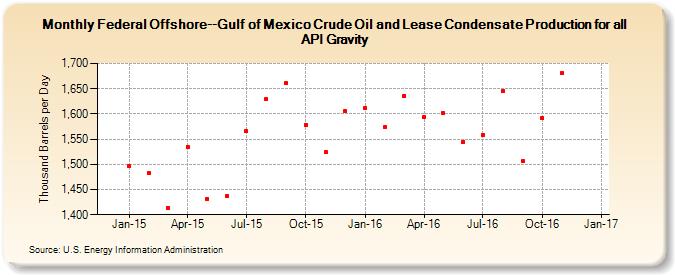 Monthly Federal Offshore--Gulf of Mexico Crude Oil and Lease Condensate Production for all
API Gravity
Thousand Barrels per Day
1,700
1,650
1,600
1,550
1,500
1,450
1,400
Jan-15 Apr-15 Jul-15 Oct-15 Jan-16 Apr-16 Jul-16 Oct-16 Jan-17
Source: U.S. Energy Information Administration